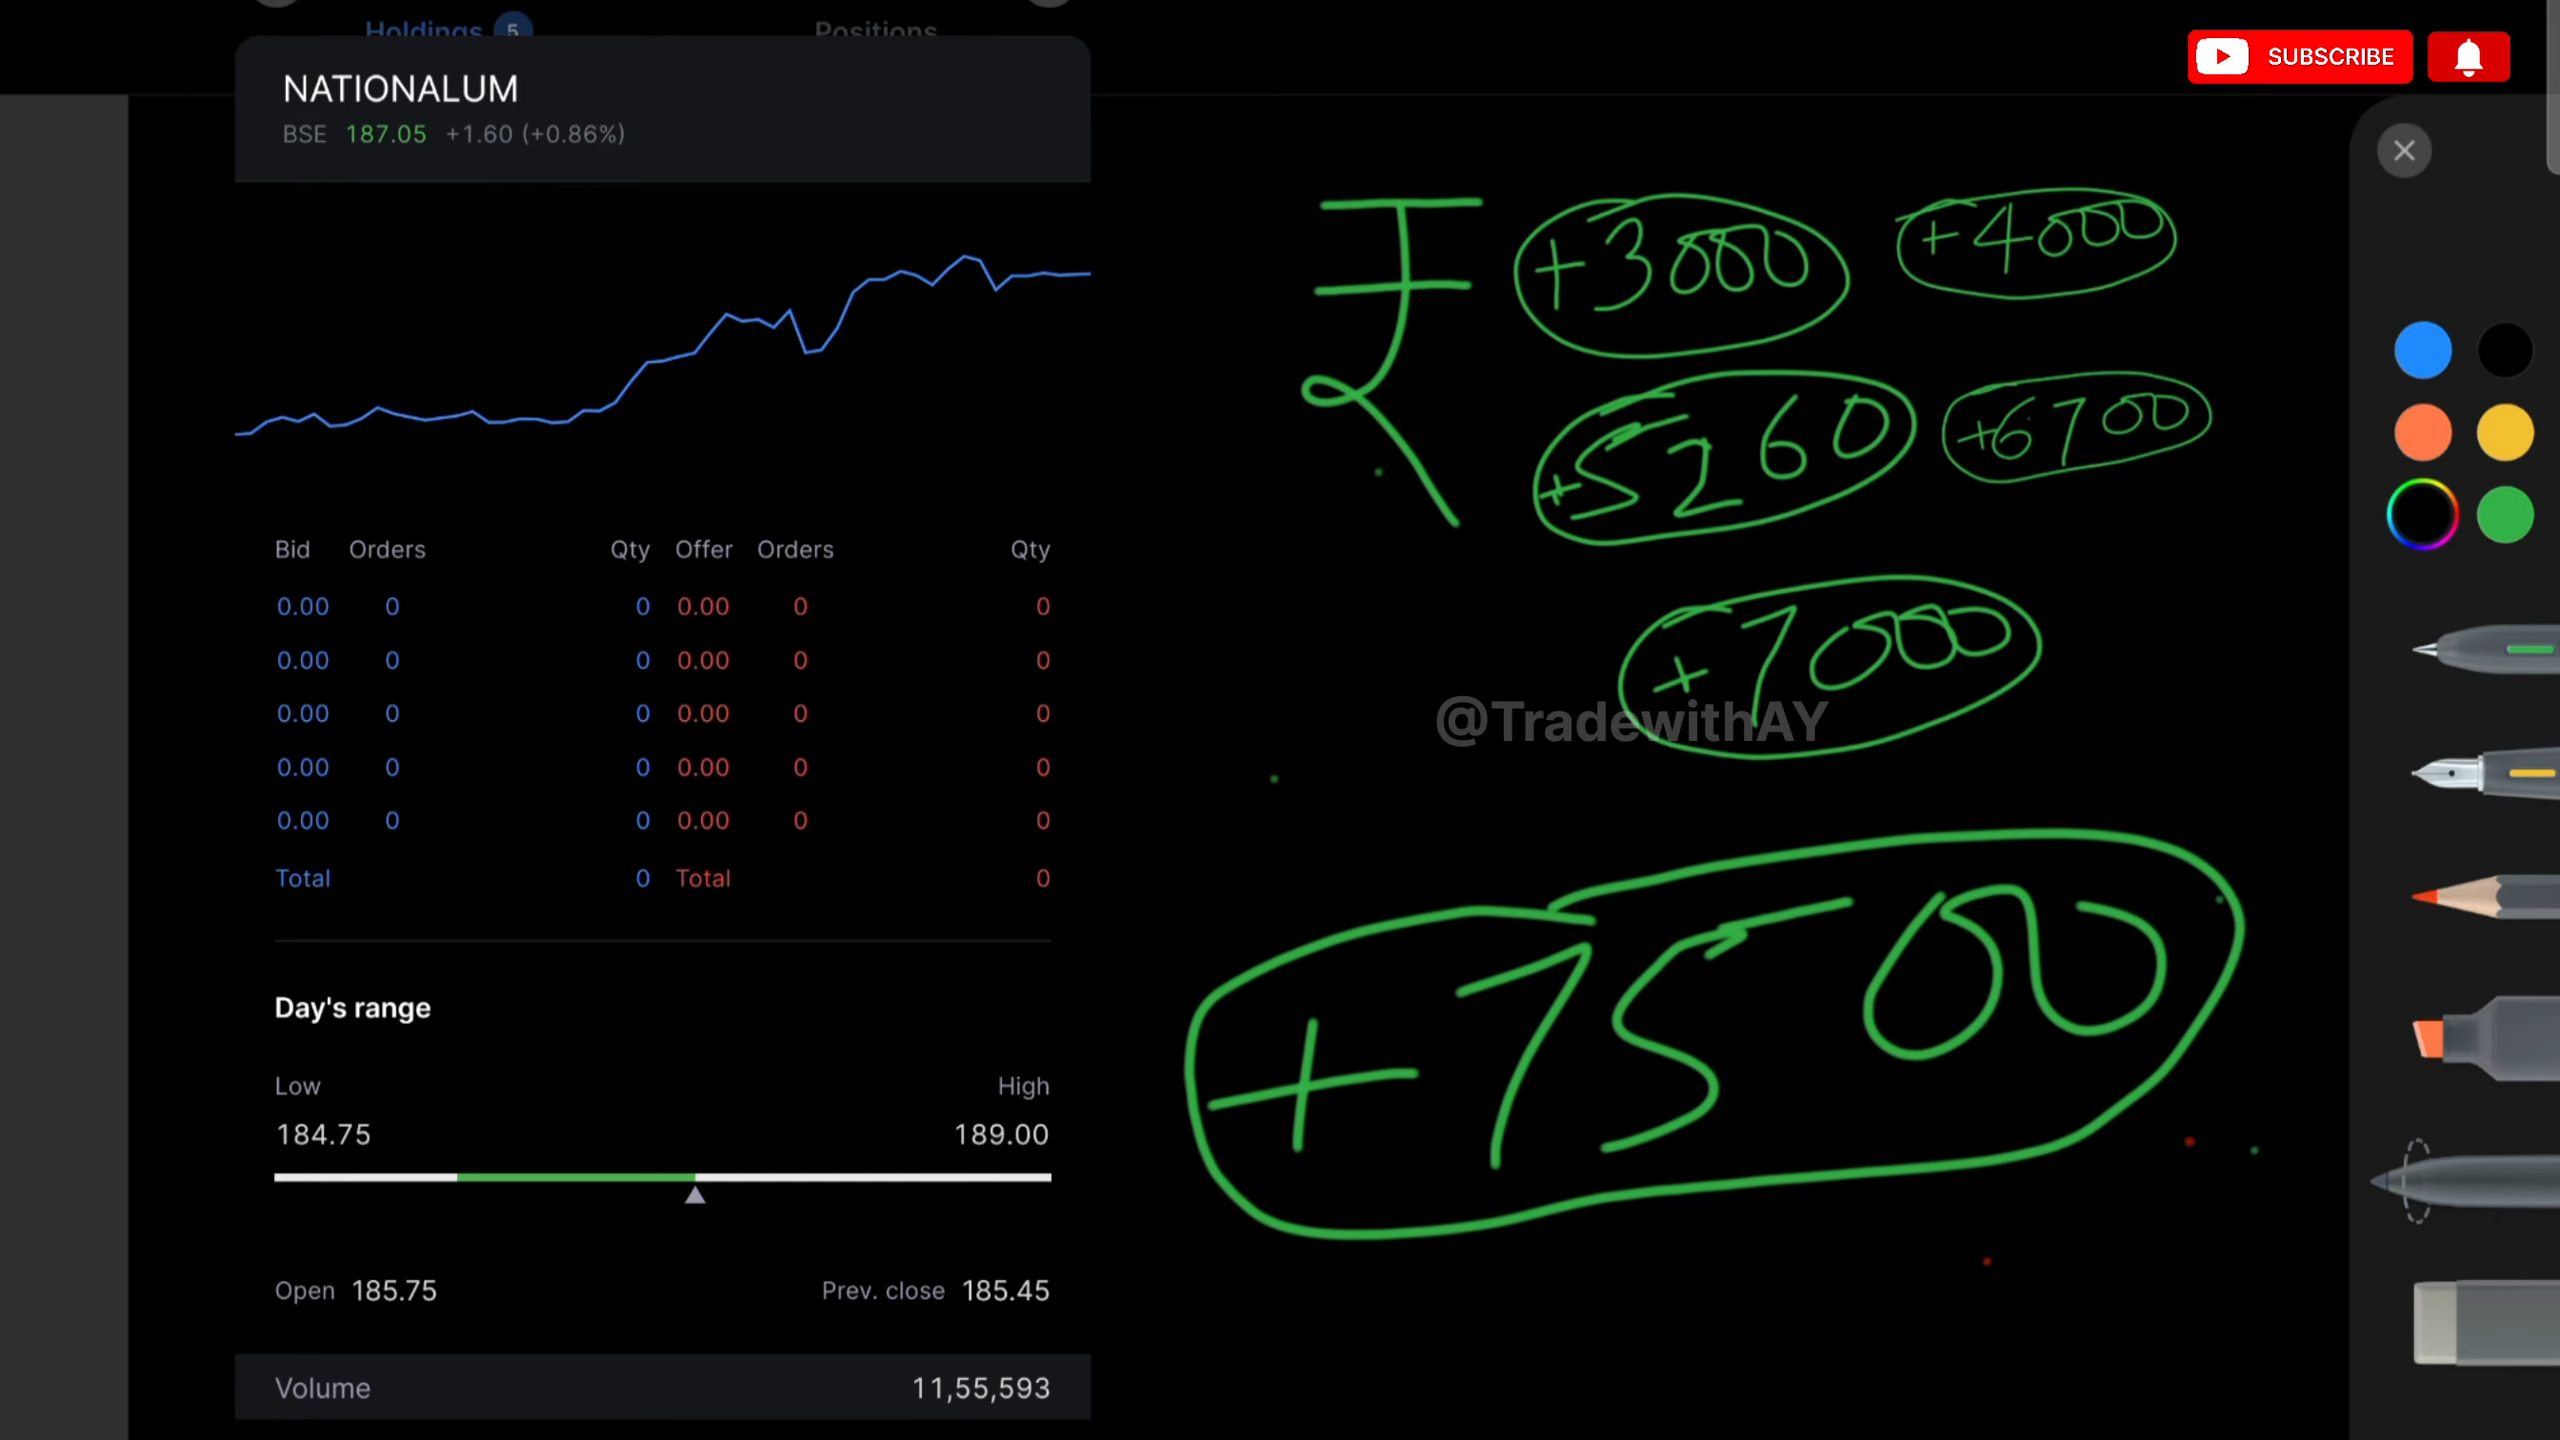 Holdings 5 Positions
SUBSCRIBE
NATIONALUM
BSE 187.05 +1.60 (+0.86%)
₹ +3000 +4000
+5260 +6700
+7000
@TradewithAY
+7500
Bid Orders Qty Offer Orders Qty
0.00 0 0 0.00 0 0
0.00 0 0 0.00 0 0
0.00 0 0 0.00 0 0
0.00 0 0 0.00 0 0
0.00 0 0 0.00 0 0
Total 0 Total 0
Day's range
Low High
184.75 189.00
Open 185.75 Prev. close 185.45
Volume 11,55,593